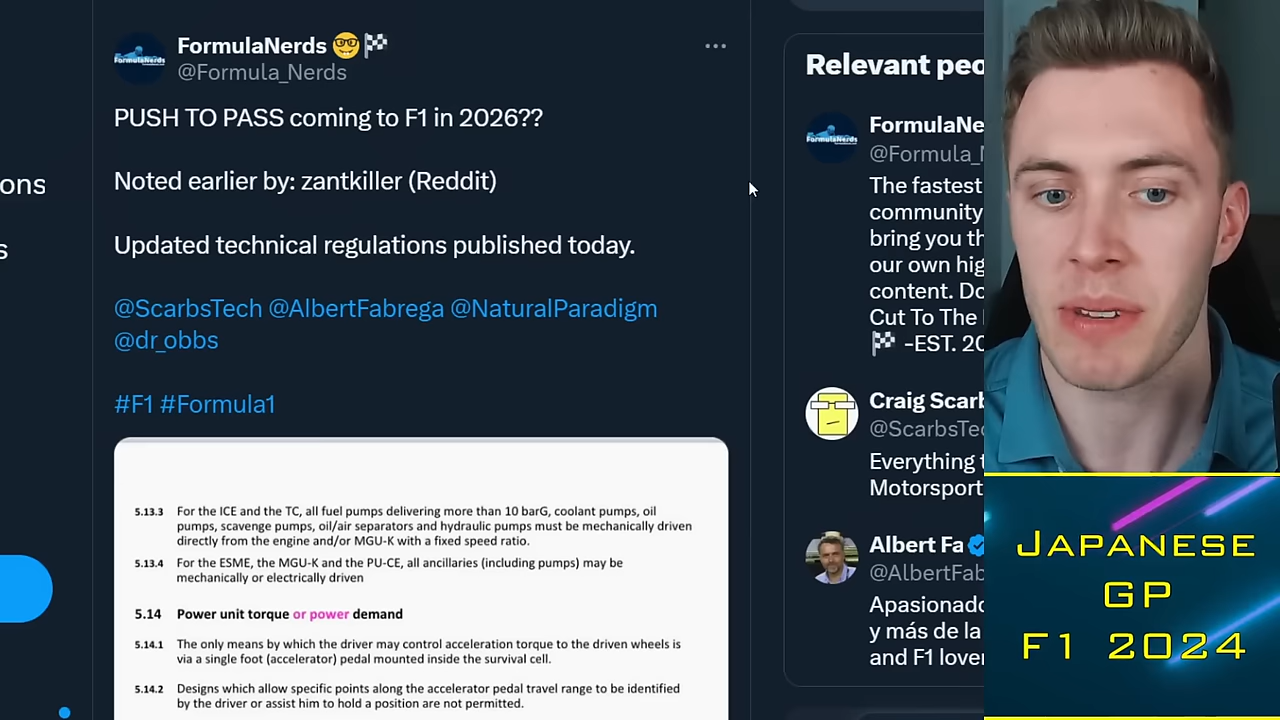 ons
s
FormulaNerds
@Formula_Nerds
PUSH TO PASS coming to F1 in 2026??
Noted earlier by: zantkiller (Reddit)
Updated technical regulations published today.
@ScarbsTech @AlbertFabrega @NaturalParadigm
@dr_obbs
#F1 #Formula1
5.13.3 For the ICE and the TC, all fuel pumps delivering more than 10 barG, coolant pumps, oil
pumps, scavenge pumps, oil/air separators and hydraulic pumps must be mechanically driven
directly from the engine and/or MGU-K with a fixed speed ratio.
5.13.4 For the ESME, the MGU-K and the PU-CE, all ancillaries (including pumps) may be
mechanically or electrically driven
5.14 Power unit torque or power demand
5.14.1 The only means by which the driver may control acceleration torque to the driven wheels is
via a single foot (accelerator) pedal mounted inside the survival cell.
5.14.2 Designs which allow specific points along the accelerator pedal travel range to be identified
by the driver or assist him to hold a position are not permitted.
Relevant peo
FormulaNe
@Formula_N
The fastest
community
bring you th
our own hig
content. Do
Cut To The
-EST. 20
Craig Scarb
@ScarbsTec
Everything t
Motorsport
Albert Fa
@AlbertFab
Apasionado
y más de la
and F1 lover
JAPANESE
GP
F1 2024